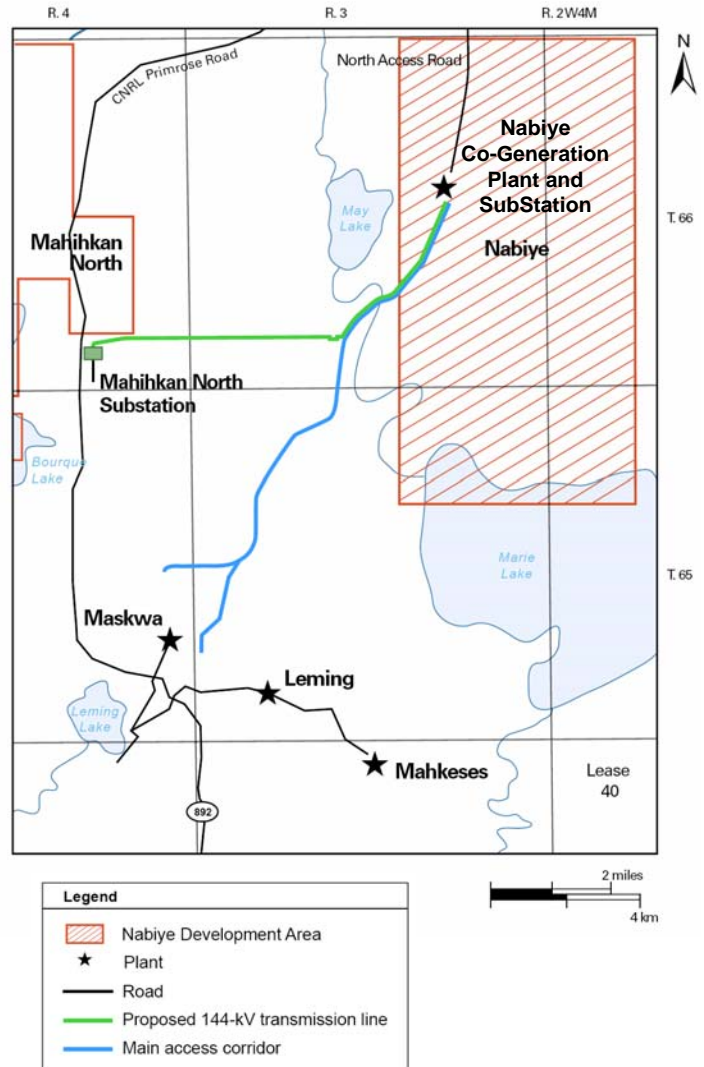 R. 4
R. 3
R. 2W4M
N
CNRL Primrose Road
North Access Road
Nabiye
Co-Generation
Plant and
SubStation
May
Lake
T. 66
Mahihkan
North
Nabiye
Mahihkan North
Substation
Bourque
Lake
Marie
Lake
T. 65
Maskwa
Leming
Leming
Lake
Mahkeses
Lease
40
892
2 miles
4 km
Legend
Nabiye Development Area
Plant
Road
Proposed 144-kV transmission line
Main access corridor